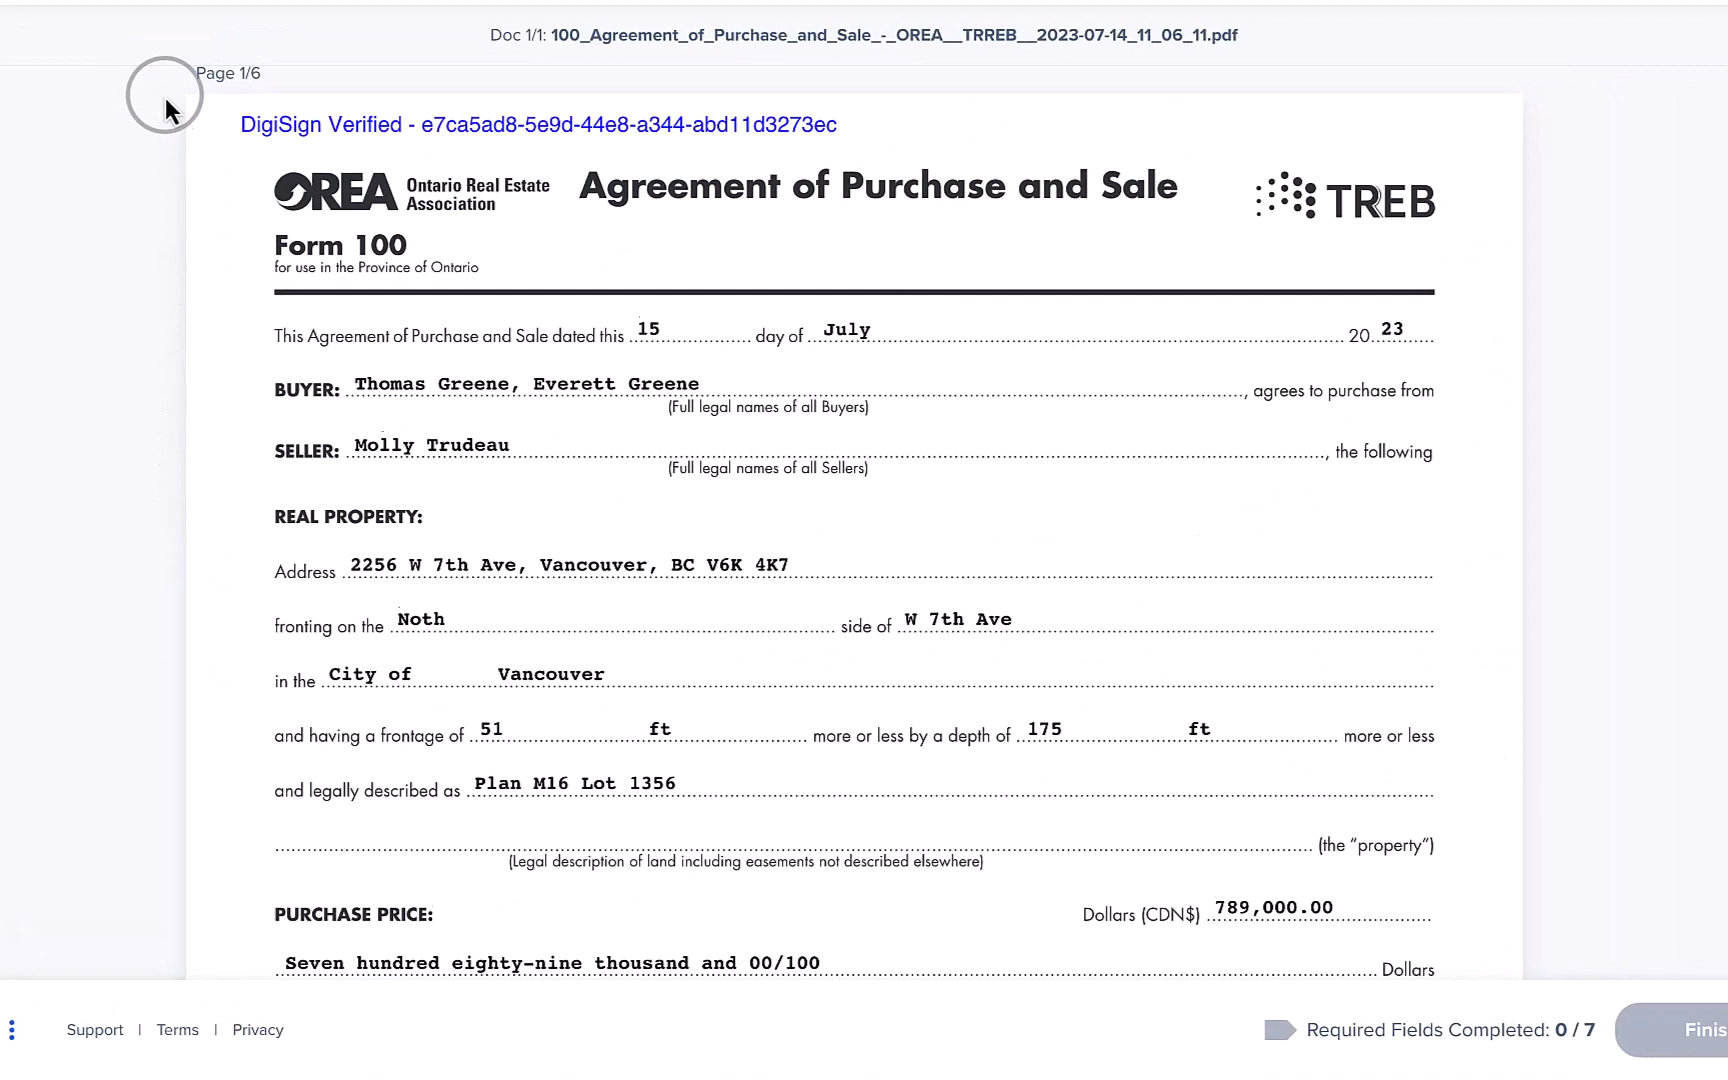 Doc 1/1: 100_Agreement_of_Purchase_and_Sale_-_OREA__TRREB__2023-07-14_11_06_11.pdf
Page 1/6
DigiSign Verified - e7ca5ad8-5e9d-44e8-a344-abd11d3273ec
OREA Ontario Real Estate Association
Agreement of Purchase and Sale
TREB
Form 100
for use in the Province of Ontario
This Agreement of Purchase and Sale dated this 15 day of July 20 23
BUYER: Thomas Greene, Everett Greene, agrees to purchase from
(Full legal names of all Buyers)
SELLER: Molly Trudeau, the following
(Full legal names of all Sellers)
REAL PROPERTY:
Address 2256 W 7th Ave, Vancouver, BC V6K 4K7
fronting on the Noth side of W 7th Ave
in the City of Vancouver
and having a frontage of 51 ft more or less by a depth of 175 ft more or less
and legally described as Plan M16 Lot 1356
(the “property”)
(Legal description of land including easements not described elsewhere)
PURCHASE PRICE: Dollars (CDN$) 789,000.00
Seven hundred eighty-nine thousand and 00/100 Dollars
Support | Terms | Privacy
Required Fields Completed: 0 / 7
Finis